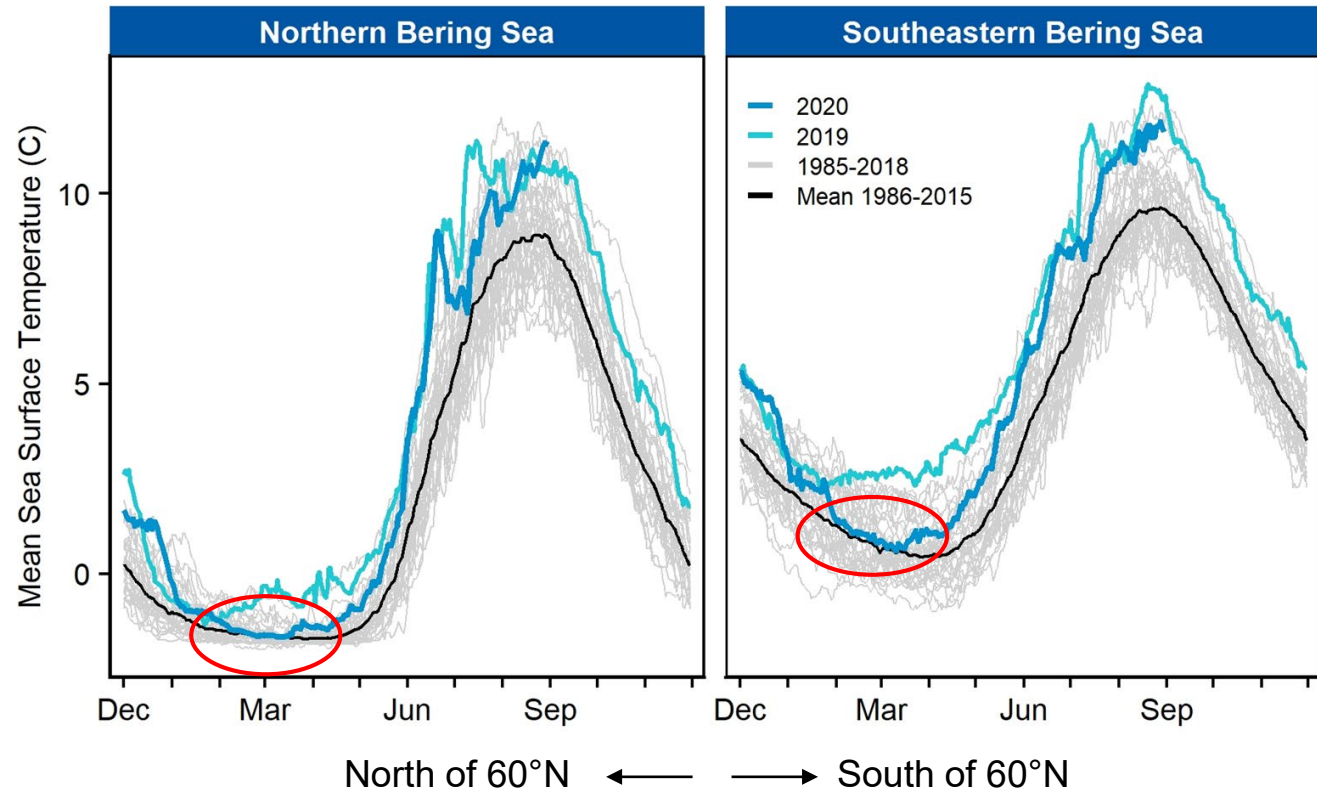 Northern Bering Sea
Southeastern Bering Sea
Mean Sea Surface Temperature (C)
10
5
0
2020
2019
1985-2018
Mean 1986-2015
Dec Mar Jun Sep
Dec Mar Jun Sep
North of 60°N ← → South of 60°N